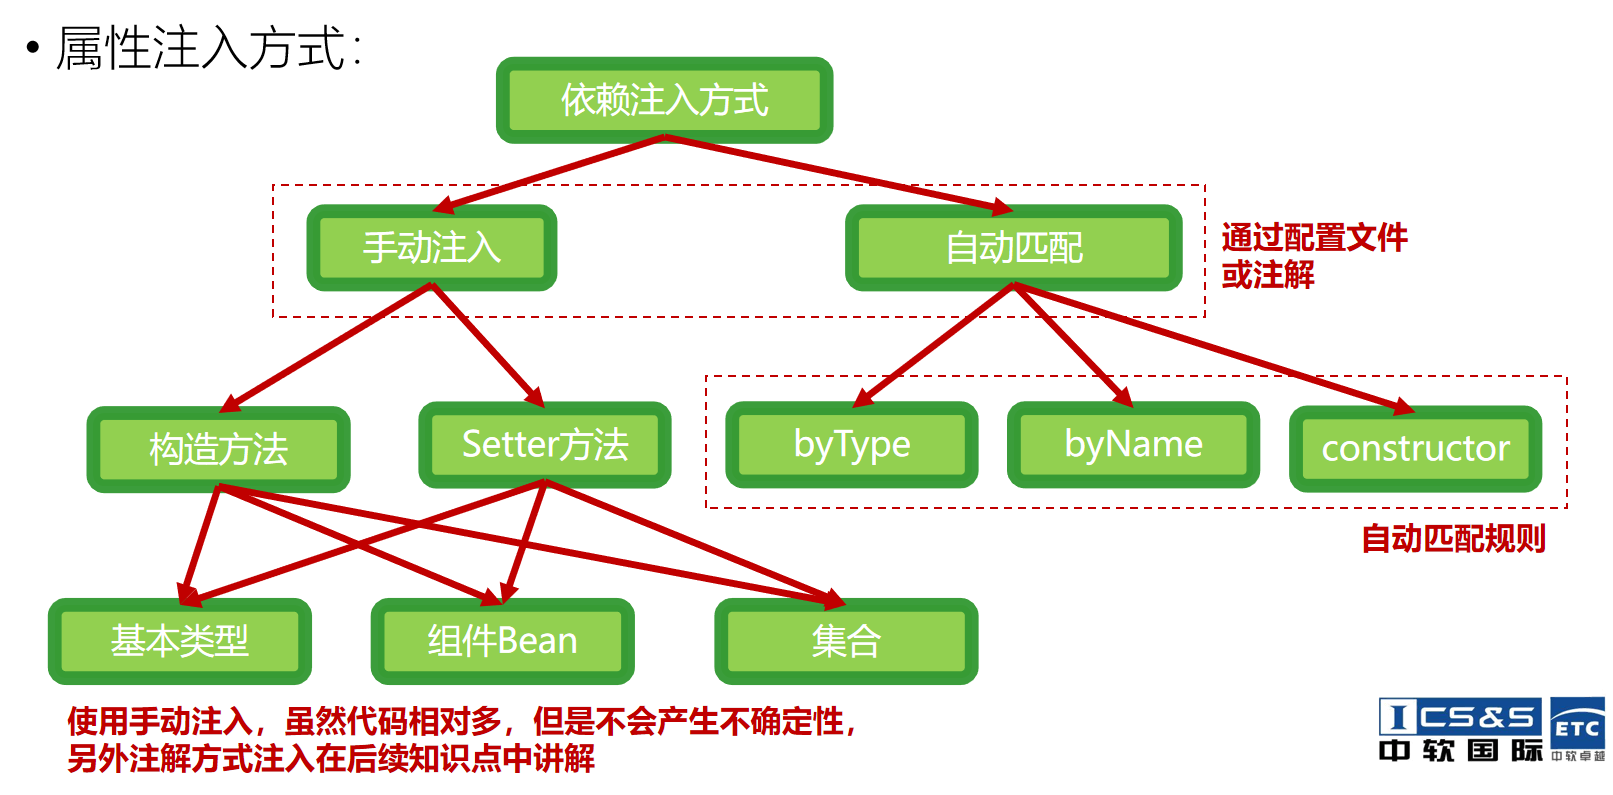 • 属性注入方式：
依赖注入方式
手动注入
自动匹配
通过配置文件
或注解
构造方法
Setter方法
byType
byName
constructor
自动匹配规则
基本类型
组件Bean
集合
使用手动注入，虽然代码相对多，但是不会产生不确定性，
另外注解方式注入在后续知识点中讲解
ICS&S
中软国际
ETC
中软卓越